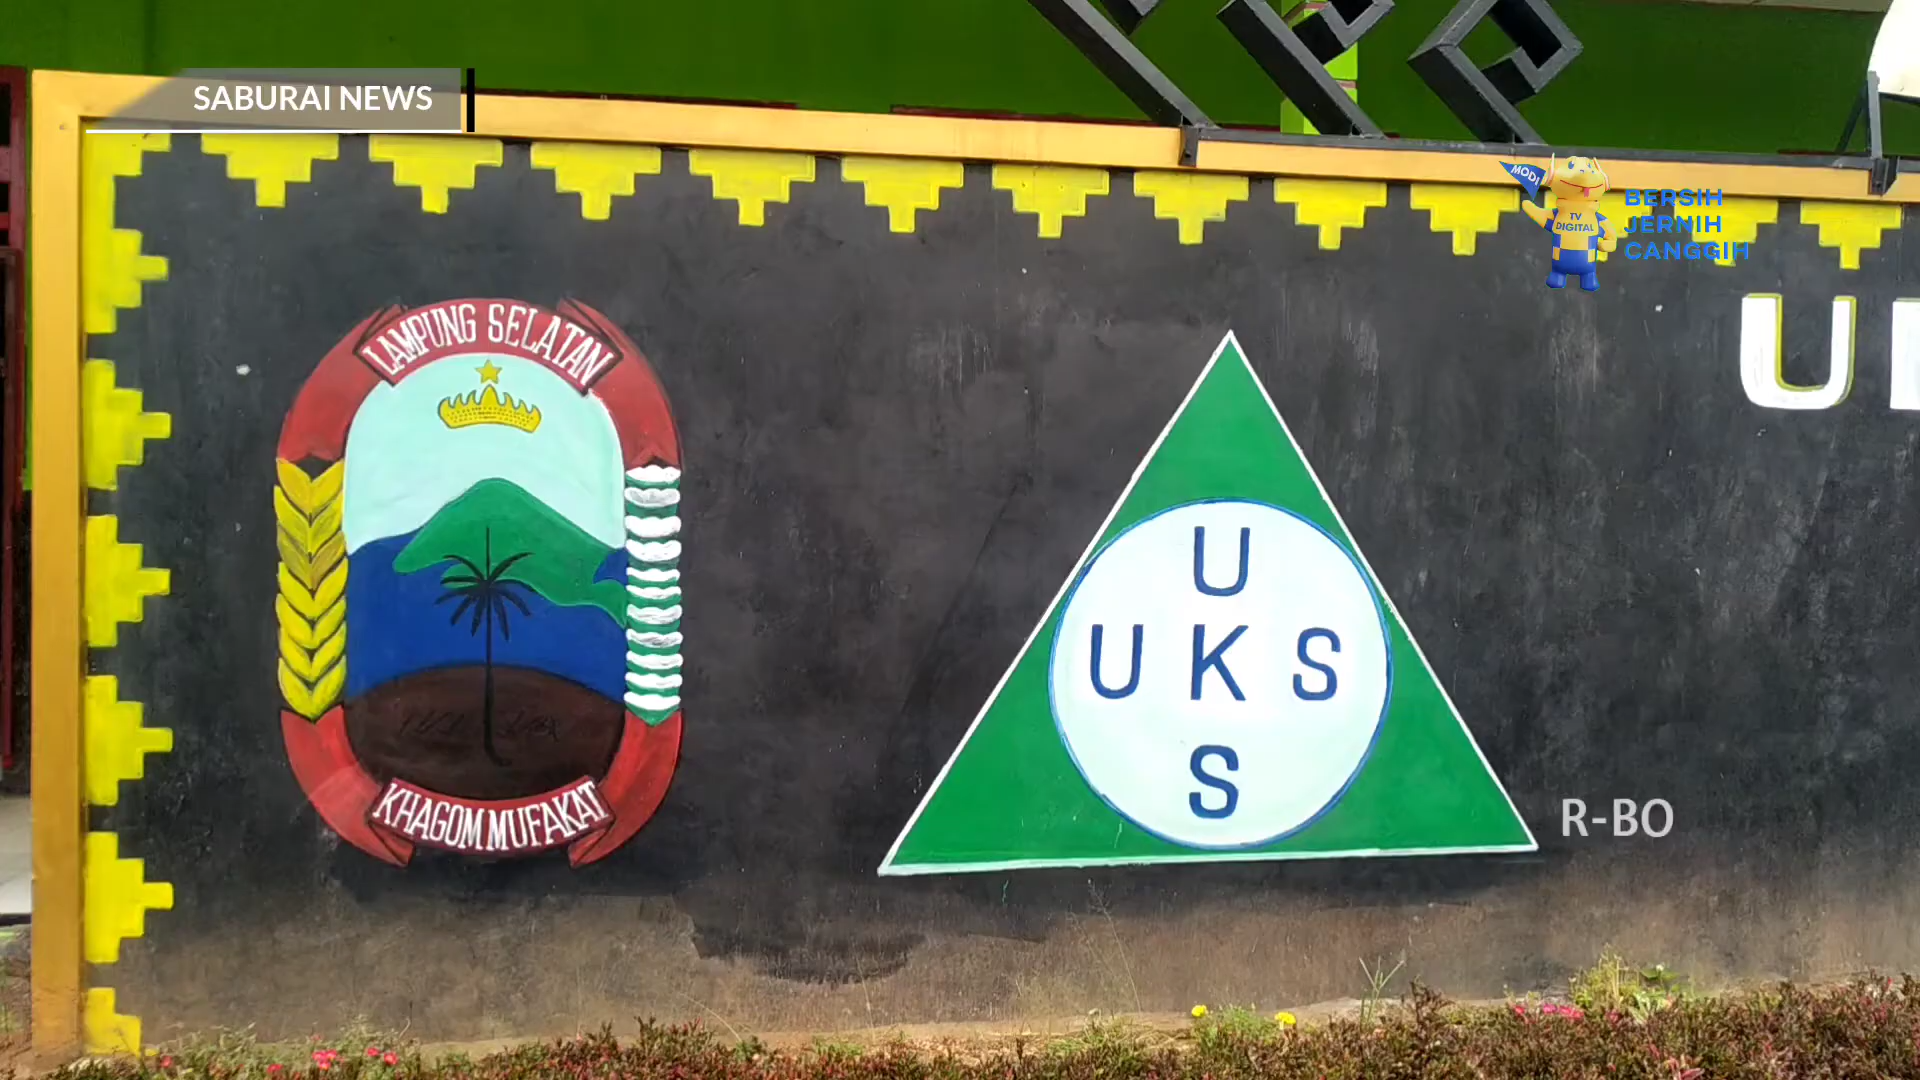 SABURAI NEWS
MODI
TV
DIGITAL
BERSIH
JERNIH
CANGGIH
LAMPUNG SELATAN
KHAGOM MUFAKAT
U
U K S
S
U
R-BO